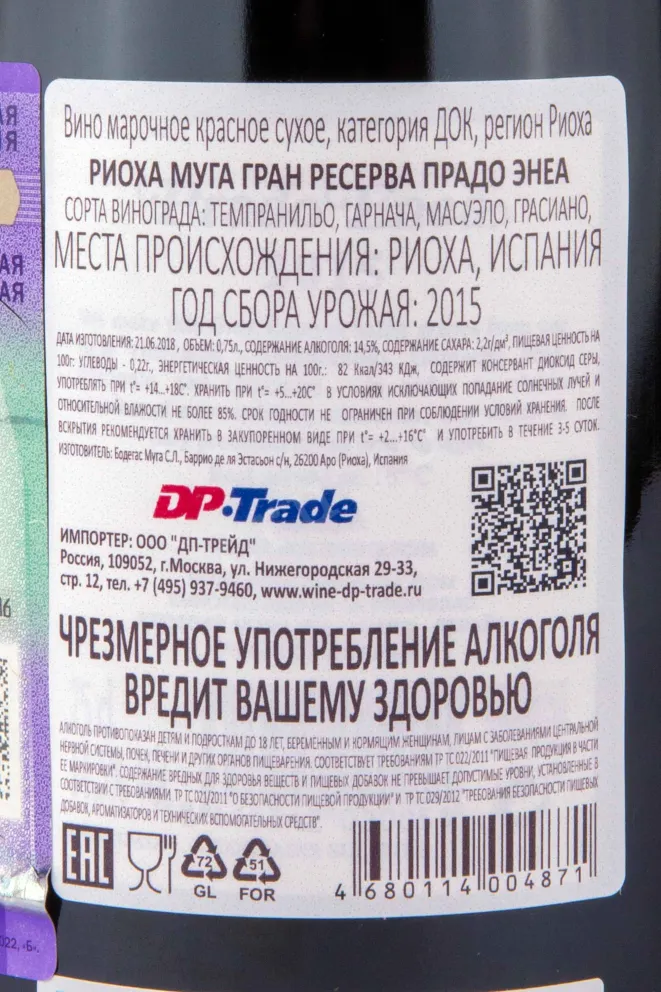 Вино марочное красное сухое, категория ДОК, регион Риоха
РИОХА МУГА ГРАН РЕСЕРВА ПРАДО ЭНЕА
СОРТА ВИНОГРАДА: ТЕМПРАНИЛЬО, ГАРНАЧА, МАСУЭЛО, ГРАСИАНО,
МЕСТА ПРОИСХОЖДЕНИЯ: РИОХА, ИСПАНИЯ
ГОД СБОРА УРОЖАЯ: 2015
ДАТА ИЗГОТОВЛЕНИЯ: 21.06.2018, ОБЪЕМ: 0,75л., СОДЕРЖАНИЕ АЛКОГОЛЯ: 14,5%, СОДЕРЖАНИЕ САХАРА: 2,2г/дм³, ПИЩЕВАЯ ЦЕННОСТЬ НА
100г: УГЛЕВОДЫ - 0,22г., ЭНЕРГЕТИЧЕСКАЯ ЦЕННОСТЬ НА 100г.: 82 Ккал/343 КДж, СОДЕРЖИТ КОНСЕРВАНТ ДИОКСИД СЕРЫ,
УПОТРЕБЛЯТЬ ПРИ t°= +14...+18C°. ХРАНИТЬ ПРИ t°= +5...+20C° В УСЛОВИЯХ ИСКЛЮЧАЮЩИХ ПОПАДАНИЕ СОЛНЕЧНЫХ ЛУЧЕЙ И
ОТНОСИТЕЛЬНОЙ ВЛАЖНОСТИ НЕ БОЛЕЕ 85%. СРОК ГОДНОСТИ НЕ ОГРАНИЧЕН ПРИ СОБЛЮДЕНИИ УСЛОВИЙ ХРАНЕНИЯ. ПОСЛЕ
ВСКРЫТИЯ РЕКОМЕНДУЕТСЯ ХРАНИТЬ В ЗАКУПОРЕННОМ ВИДЕ ПРИ t°= +2...+16°C И УПОТРЕБИТЬ В ТЕЧЕНИЕ 3-5 СУТОК.
ИЗГОТОВИТЕЛЬ: Бодегас Муга С.Л., Баррио де ля Эстасьон с/н, 26200 Аро (Риоха), Испания
DP-Trade
ИМПОРТЕР: ООО "ДП-ТРЕЙД"
Россия, 109052, г.Москва, ул. Нижегородская 29-33,
стр. 12, тел. +7 (495) 937-9460, www.wine-dp-trade.ru
ЧРЕЗМЕРНОЕ УПОТРЕБЛЕНИЕ АЛКОГОЛЯ
ВРЕДИТ ВАШЕМУ ЗДОРОВЬЮ
АЛКОГОЛЬ ПРОТИВОПОКАЗАН ДЕТЯМ И ПОДРОСТКАМ ДО 18 ЛЕТ, БЕРЕМЕННЫМ И КОРМЯЩИМ ЖЕНЩИНАМ, ЛИЦАМ С ЗАБОЛЕВАНИЯМИ ЦЕНТРАЛЬНОЙ
НЕРВНОЙ СИСТЕМЫ, ПОЧЕК, ПЕЧЕНИ И ДРУГИХ ОРГАНОВ ПИЩЕВАРЕНИЯ. СООТВЕТСТВУЕТ ТРЕБОВАНИЯМ ТР ТС 022/2011 "ПИЩЕВАЯ ПРОДУКЦИЯ В ЧАСТИ
ЕЕ МАРКИРОВКИ". СОДЕРЖАНИЕ ВРЕДНЫХ ДЛЯ ЗДОРОВЬЯ ВЕЩЕСТВ И ПИЩЕВЫХ ДОБАВОК НЕ ПРЕВЫШАЕТ ДОПУСТИМЫЕ УРОВНИ, УСТАНОВЛЕННЫЕ В
СООТВЕТСТВИИ С ТРЕБОВАНИЯМИ ТР ТС 021/2011 "О БЕЗОПАСНОСТИ ПИЩЕВОЙ ПРОДУКЦИИ" И ТР ТС 029/2012 "ТРЕБОВАНИЯ БЕЗОПАСНОСТИ ПИЩЕВЫХ
ДОБАВОК, АРОМАТИЗАТОРОВ И ТЕХНИЧЕСКИХ ВСПОМОГАТЕЛЬНЫХ СРЕДСТВ".
EAC 72 51
GL FOR
4 680114 004871